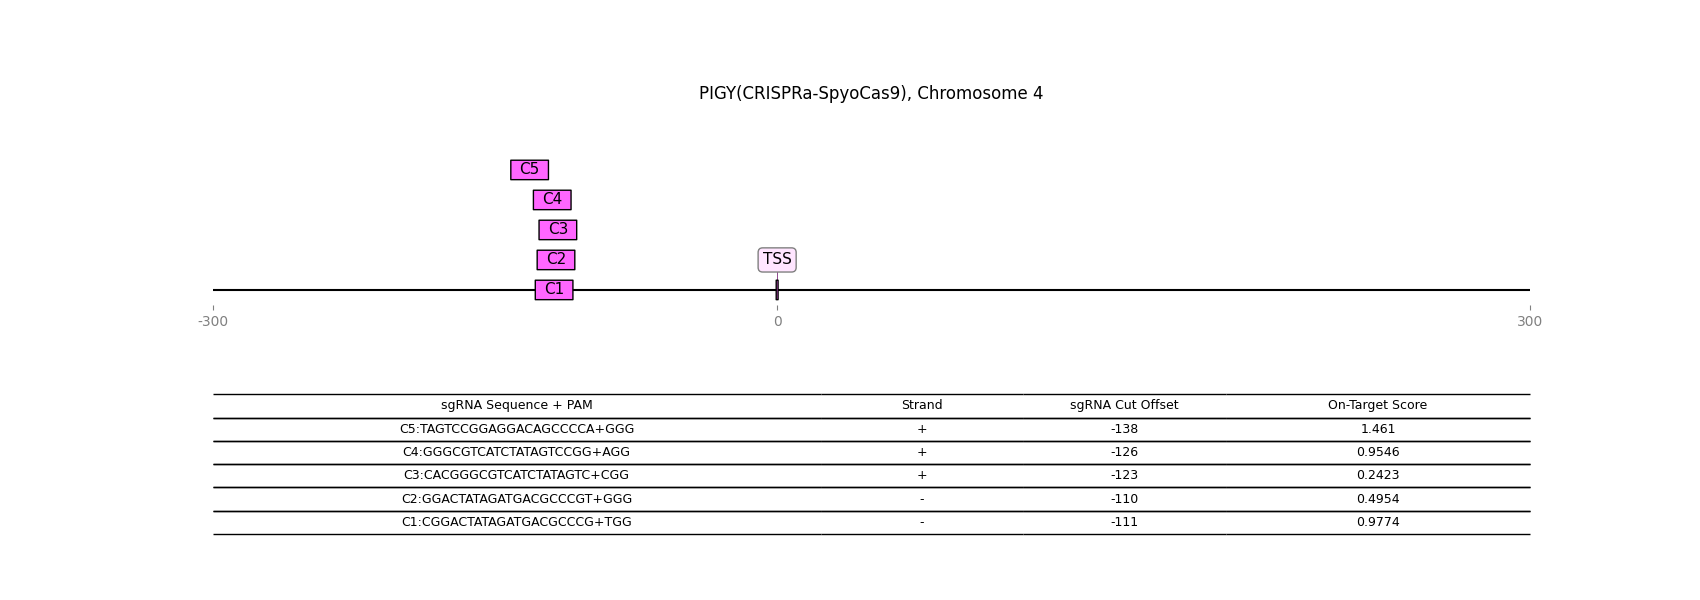 PIGY(CRISPRa-SpyoCas9), Chromosome 4
C5
C4
C3
C2
TSS
C1
-300 0 300
sgRNA Sequence + PAM Strand sgRNA Cut Offset On-Target Score
C5:TAGTCCGGAGGACAGCCCCA+GGG + -138 1.461
C4:GGGCGTCATCTATAGTCCGG+AGG + -126 0.9546
C3:CACGGGCGTCATCTATAGTC+CGG + -123 0.2423
C2:GGACTATAGATGACGCCCGT+GGG - -110 0.4954
C1:CGGACTATAGATGACGCCCG+TGG - -111 0.9774